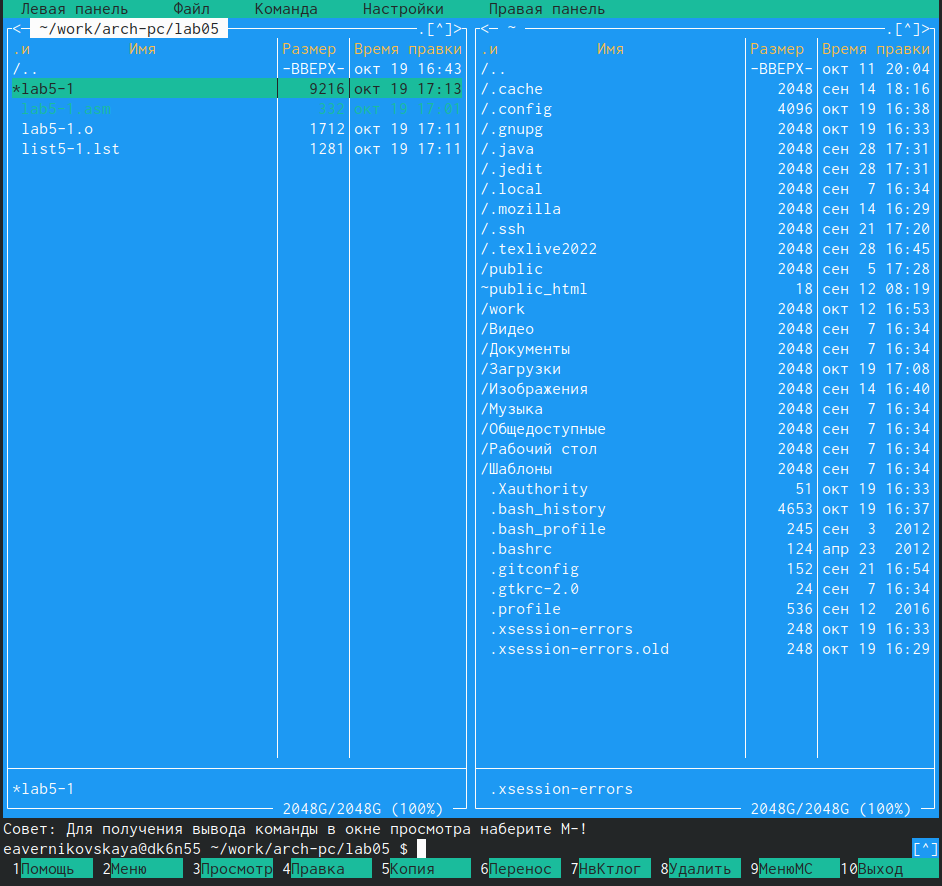 Левая панель Файл Команда Настройки Правая панель
<─ ~/work/arch-pc/lab05 .[^]> <─ ~ .[^]>
.и Имя Размер Время правки .и Имя Размер Время правки
/.. -ВВЕРХ- окт 19 16:43 /.. -ВВЕРХ- окт 11 20:04
*lab5-1 9216 окт 19 17:13 /.cache 2048 сен 14 18:16
lab5-1.asm 332 окт 19 17:01 /.config 4096 окт 19 16:38
lab5-1.o 1712 окт 19 17:11 /.gnupg 2048 окт 19 16:33
list5-1.lst 1281 окт 19 17:11 /.java 2048 сен 28 17:31
/.jedit 2048 сен 28 17:31
/.local 2048 сен 7 16:34
/.mozilla 2048 сен 14 16:29
/.ssh 2048 сен 21 17:20
/.texlive2022 2048 сен 28 16:45
/public 2048 сен 5 17:28
~public_html 18 сен 12 08:19
/work 2048 окт 12 16:53
/Видео 2048 сен 7 16:34
/Документы 2048 сен 7 16:34
/Загрузки 2048 окт 19 17:08
/Изображения 2048 сен 14 16:40
/Музыка 2048 сен 7 16:34
/Общедоступные 2048 сен 7 16:34
/Рабочий стол 2048 сен 7 16:34
/Шаблоны 2048 сен 7 16:34
.Xauthority 51 окт 19 16:33
.bash_history 4653 окт 19 16:37
.bash_profile 245 сен 3 2012
.bashrc 124 апр 23 2012
.gitconfig 152 сен 21 16:54
.gtkrc-2.0 24 сен 7 16:34
.profile 536 сен 12 2016
.xsession-errors 248 окт 19 16:33
.xsession-errors.old 248 окт 19 16:29
*lab5-1 .xsession-errors
2048G/2048G (100%) 2048G/2048G (100%)
Совет: Для получения вывода команды в окне просмотра наберите M-!
eavernikovskaya@dk6n55 ~/work/arch-pc/lab05 $ [^]
1Помощь 2Меню 3Просмотр 4Правка 5Копия 6Перенос 7НвКтлог 8Удалить 9МенюMC 10Выход